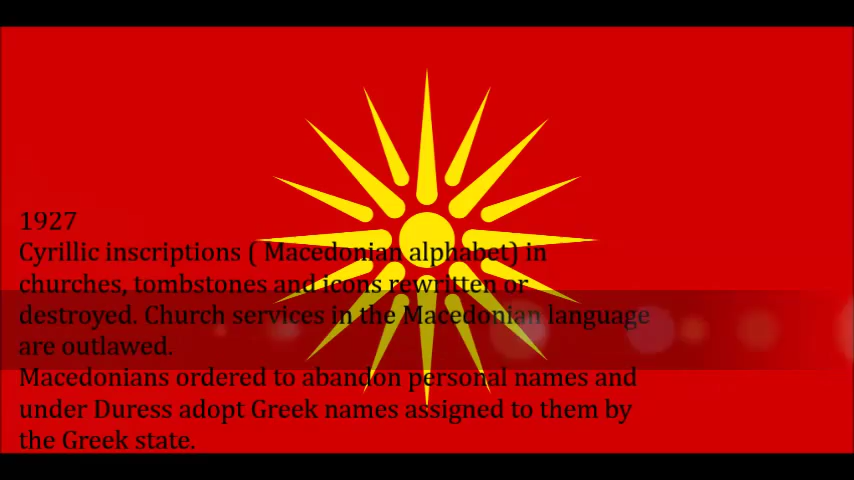 1927
Cyrillic inscriptions ( Macedonian alphabet) in
churches, tombstones and icons rewritten or
destroyed. Church services in the Macedonian language
are outlawed.
Macedonians ordered to abandon personal names and
under Duress adopt Greek names assigned to them by
the Greek state.